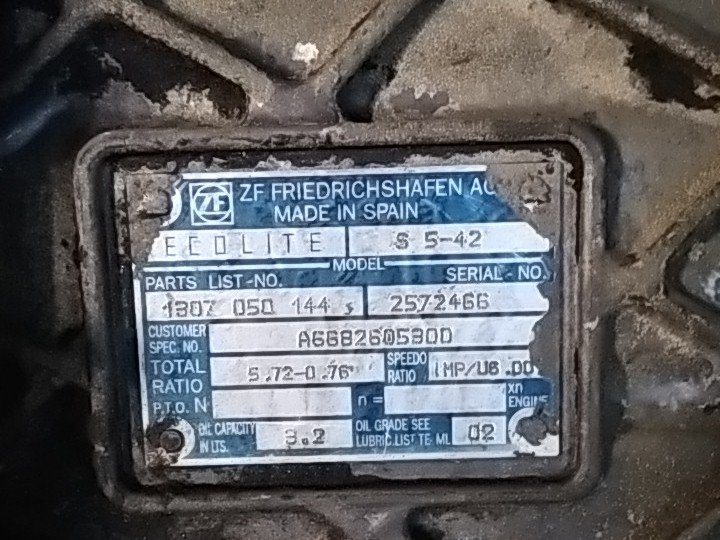 ZF ZF FRIEDRICHSHAFEN AG
MADE IN SPAIN
ECOLITE S 5-42
MODEL
PARTS LIST-NO. SERIAL-NO.
1307 050 144 2572466
CUSTOMER SPEC. NO. A6682605300
TOTAL RATIO 5.72-0.76 SPEEDO RATIO IMP/U6.00
P.T.O. N n = xn ENGINE
OIL CAPACITY IN LTS. 3.2 OIL GRADE SEE LUBRIC.LIST TE-ML 02